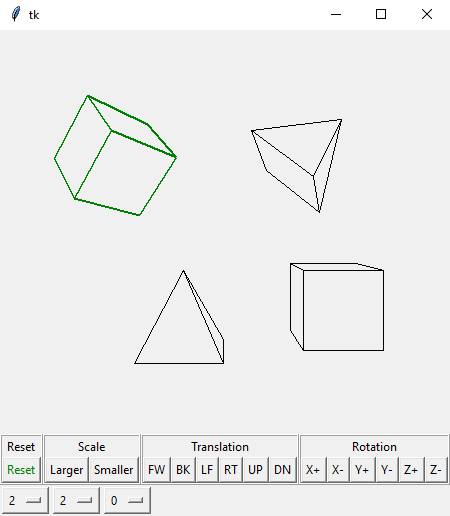 tk
Reset Scale Translation Rotation
Reset Larger Smaller FW BK LF RT UP DN X+ X- Y+ Y- Z+ Z-
2 2 0